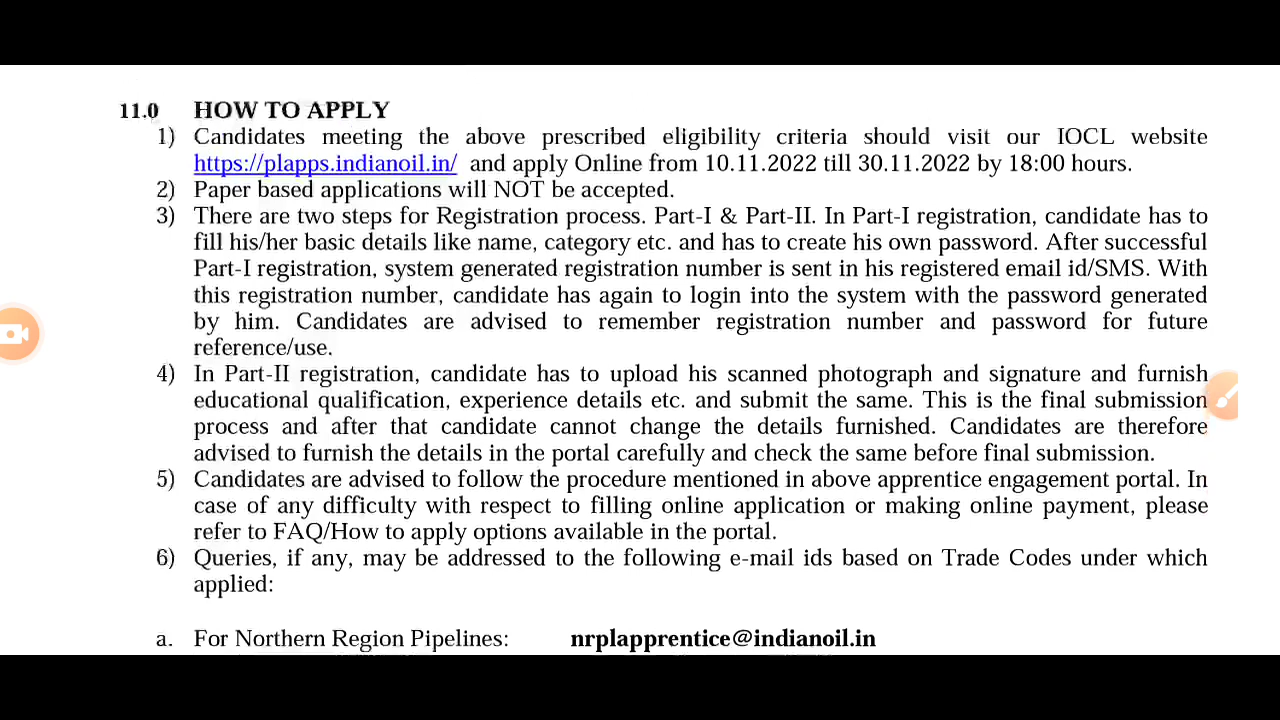 11.0 HOW TO APPLY
1) Candidates meeting the above prescribed eligibility criteria should visit our IOCL website
https://plapps.indianoil.in/ and apply Online from 10.11.2022 till 30.11.2022 by 18:00 hours.
2) Paper based applications will NOT be accepted.
3) There are two steps for Registration process. Part-I & Part-II. In Part-I registration, candidate has to
fill his/her basic details like name, category etc. and has to create his own password. After successful
Part-I registration, system generated registration number is sent in his registered email id/SMS. With
this registration number, candidate has again to login into the system with the password generated
by him. Candidates are advised to remember registration number and password for future
reference/use.
4) In Part-II registration, candidate has to upload his scanned photograph and signature and furnish
educational qualification, experience details etc. and submit the same. This is the final submission
process and after that candidate cannot change the details furnished. Candidates are therefore
advised to furnish the details in the portal carefully and check the same before final submission.
5) Candidates are advised to follow the procedure mentioned in above apprentice engagement portal. In
case of any difficulty with respect to filling online application or making online payment, please
refer to FAQ/How to apply options available in the portal.
6) Queries, if any, may be addressed to the following e-mail ids based on Trade Codes under which
applied:
a. For Northern Region Pipelines: nrplapprentice@indianoil.in